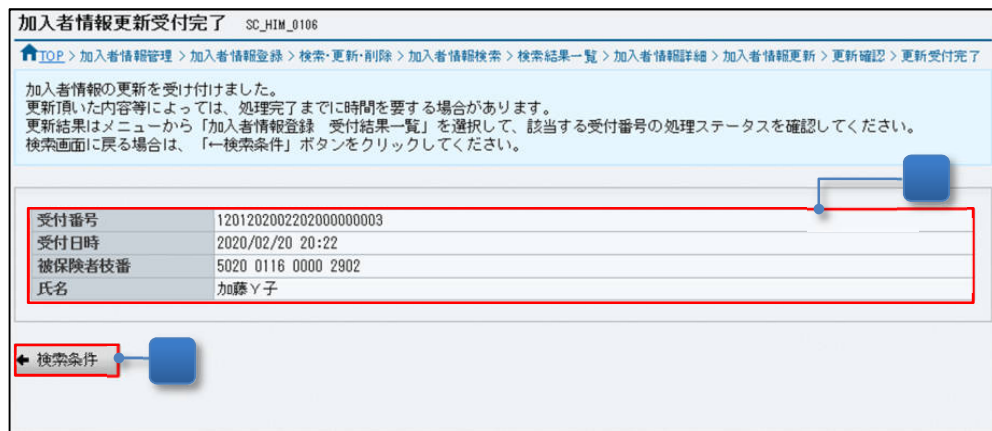 加入者情報更新受付完了 SC_HIM_0106
TOP > 加入者情報管理 > 加入者情報登録 > 検索・更新・削除 > 加入者情報検索 > 検索結果一覧 > 加入者情報詳細 > 加入者情報更新 > 更新確認 > 更新受付完了
加入者情報の更新を受け付けました。
更新頂いた内容等によっては、処理完了までに時間を要する場合があります。
更新結果はメニューから「加入者情報登録 受付結果一覧」を選択して、該当する受付番号の処理ステータスを確認してください。
検索画面に戻る場合は、「←検索条件」ボタンをクリックしてください。
受付番号 1201202002202000000003
受付日時 2020/02/20 20:22
被保険者枝番 5020 0116 0000 2902
氏名 加藤Y子
← 検索条件